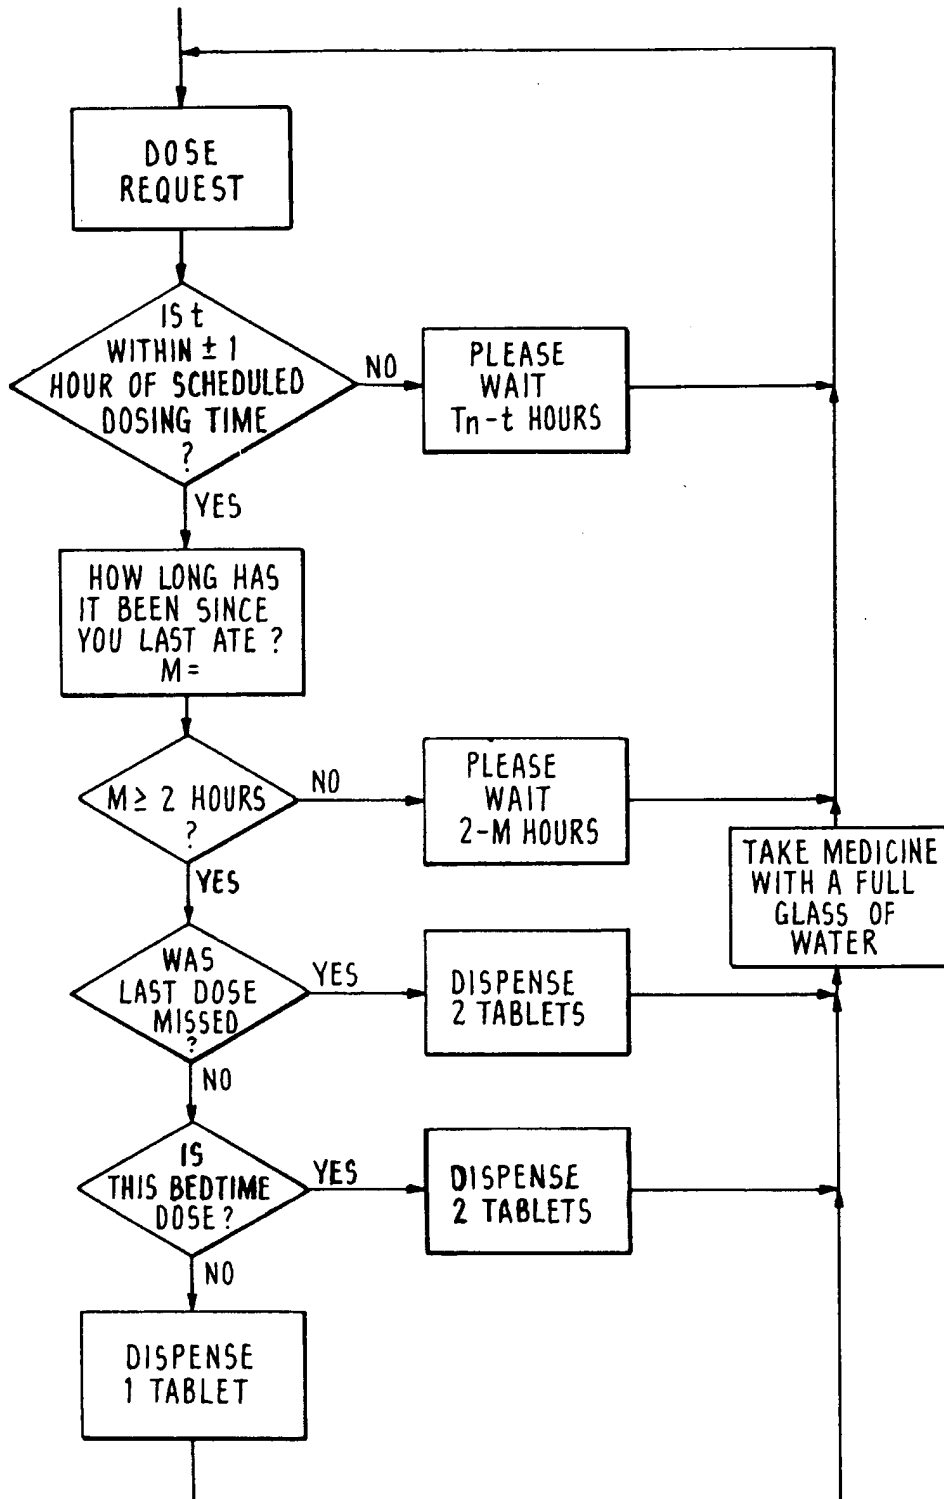 DOSE
REQUEST
IS t
WITHIN ± 1
HOUR OF SCHEDULED
DOSING TIME
?
NO
PLEASE
WAIT
Tn-t HOURS
YES
HOW LONG HAS
IT BEEN SINCE
YOU LAST ATE ?
M=
M ≥ 2 HOURS
?
NO
PLEASE
WAIT
2-M HOURS
YES
TAKE MEDICINE
WITH A FULL
GLASS OF
WATER
WAS
LAST DOSE
MISSED
?
YES
DISPENSE
2 TABLETS
NO
IS
THIS BEDTIME
DOSE ?
YES
DISPENSE
2 TABLETS
NO
DISPENSE
1 TABLET